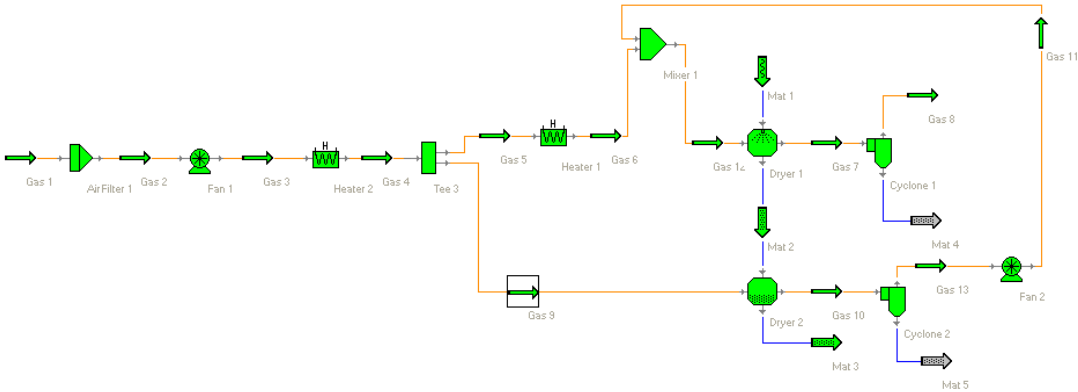 Gas 11
Mixer 1
Mat 1
Gas 8
H
Gas 5
Heater 1
Gas 6
Gas 12
Dryer 1
Gas 7
Cyclone 1
H
Gas 1
Air Filter 1
Gas 2
Fan 1
Gas 3
Heater 2
Gas 4
Tee 3
Mat 2
Mat 4
Gas 13
Fan 2
Gas 9
Dryer 2
Gas 10
Cyclone 2
Mat 3
Mat 5